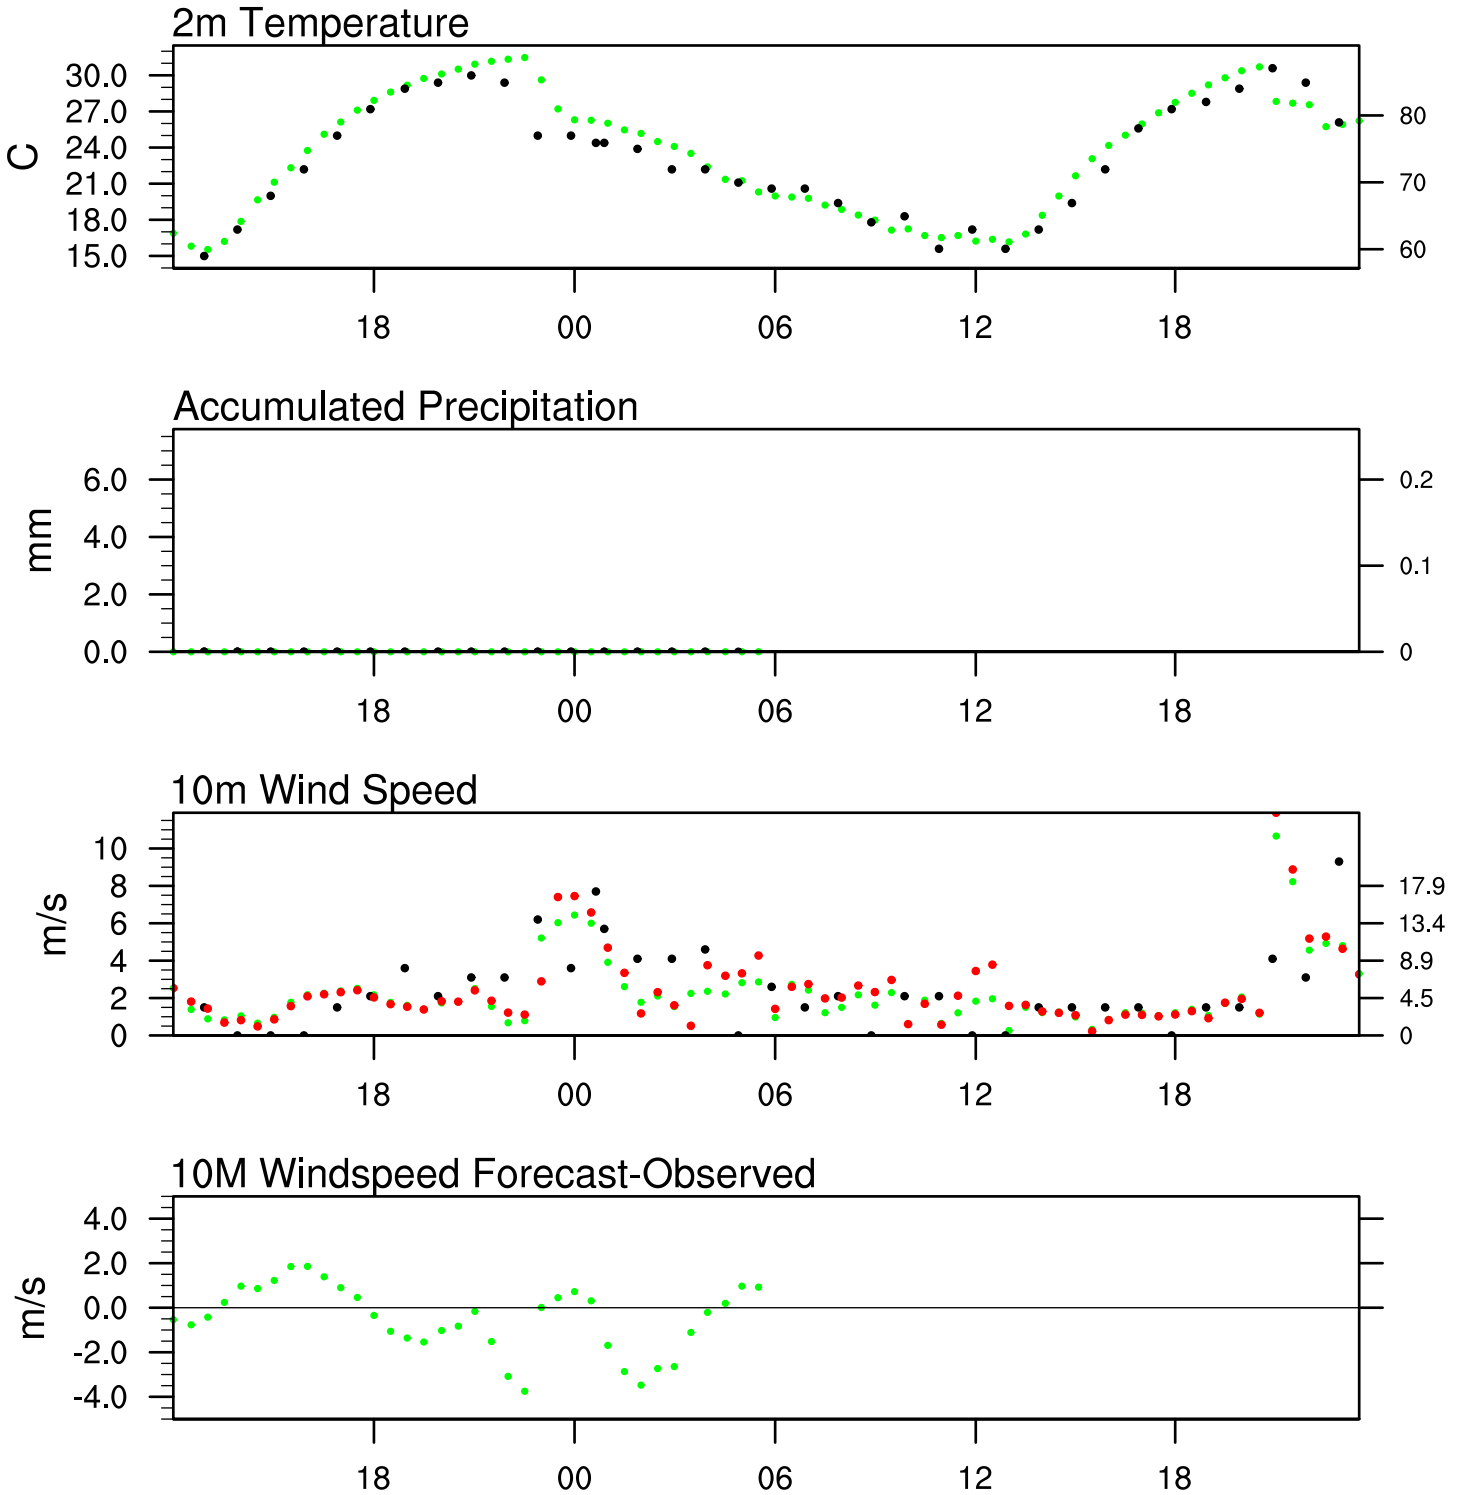 2m Temperature
30.0
27.0
24.0
21.0
18.0
15.0
C
80
70
60
18 00 06 12 18
Accumulated Precipitation
6.0
4.0
2.0
0.0
mm
0.2
0.1
0
18 00 06 12 18
10m Wind Speed
10
8
6
4
2
0
m/s
17.9
13.4
8.9
4.5
0
18 00 06 12 18
10M Windspeed Forecast-Observed
4.0
2.0
0.0
-2.0
-4.0
m/s
18 00 06 12 18